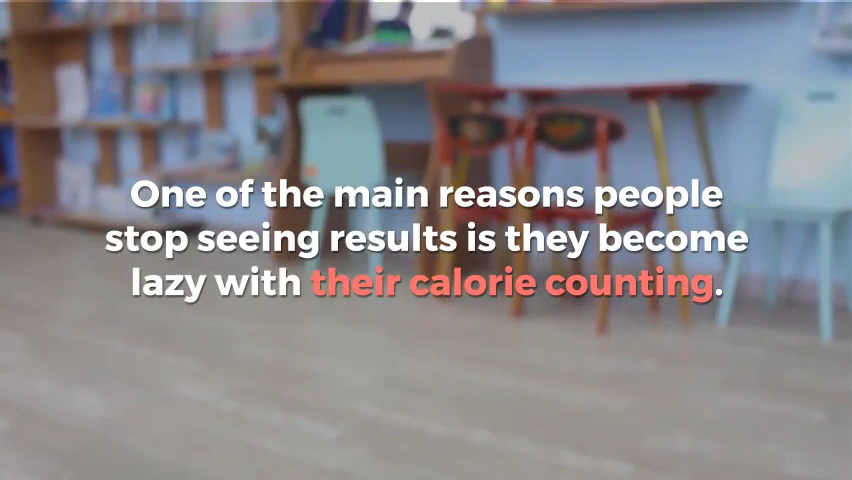 One of the main reasons people
stop seeing results is they become
lazy with their calorie counting.